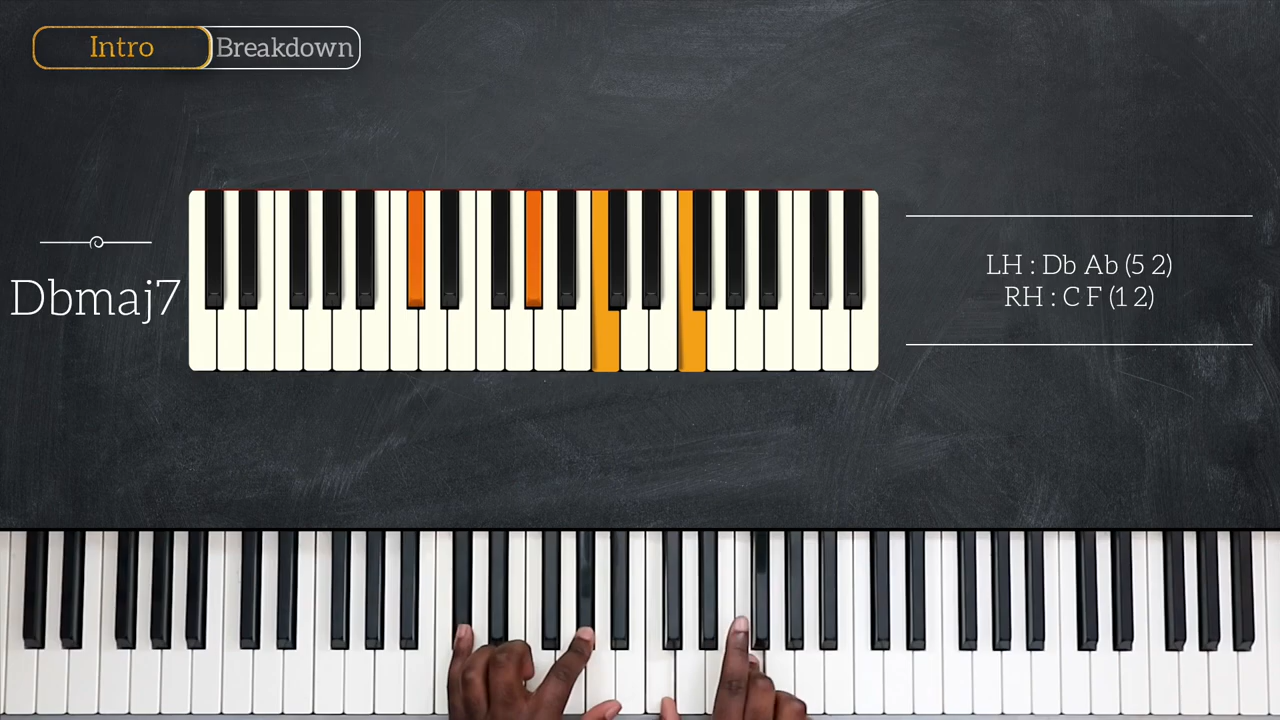 Intro Breakdown
Dbmaj7
LH : Db Ab (5 2)
RH : C F (1 2)